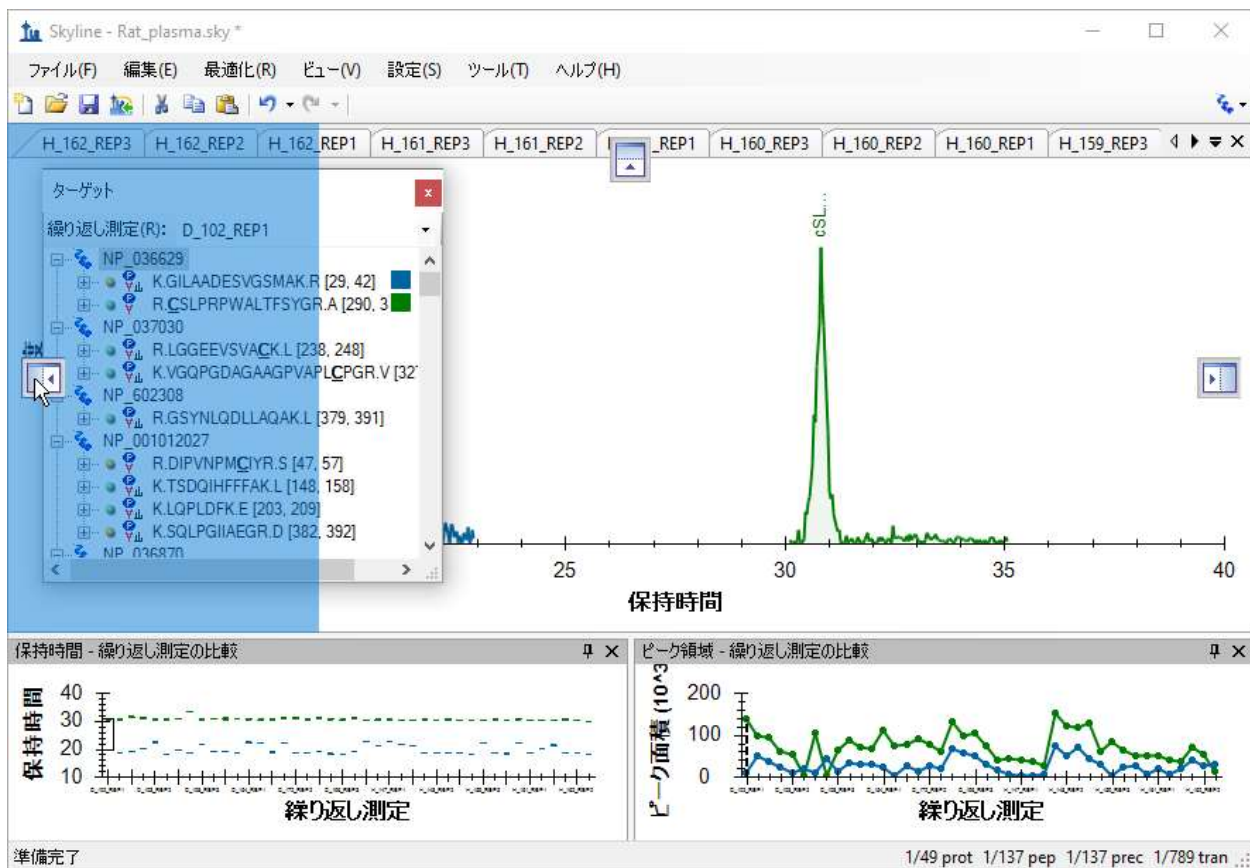 Skyline - Rat_plasma.sky *
ファイル(F) 編集(E) 最適化(R) ビュー(V) 設定(S) ツール(T) ヘルプ(H)
H_162_REP3 H_162_REP2 H_162_REP1 H_161_REP3 H_161_REP2 _REP1 H_160_REP3 H_160_REP2 H_160_REP1 H_159_REP3
ターゲット
繰り返し測定(R): D_102_REP1
NP_036629
K.GILAADESVGSMAK.R [29, 42]
R.CSLPRPWALTFSYGR.A [290, 3
NP_037030
R.LGGEEVSVACK.L [238, 248]
K.VGQPGDAGAAGPVAPLCPGR.V [32
NP_602308
R.GSYNLQDLLAQAK.L [379, 391]
NP_001012027
R.DIPVNPMCIYR.S [47, 57]
K.TSDQIHFFFAK.L [148, 158]
K.LQPLDFK.E [203, 209]
K.SQLPGIIAEGR.D [382, 392]
NP_036870
cSL...
25 30 35 40
保持時間
保持時間 - 繰り返し測定の比較
保持時間
40
30
20
10
繰り返し測定
ピーク領域 - 繰り返し測定の比較
ピーク面積 (10^3
200
100
0
繰り返し測定
準備完了
1/49 prot 1/137 pep 1/137 prec 1/789 tran